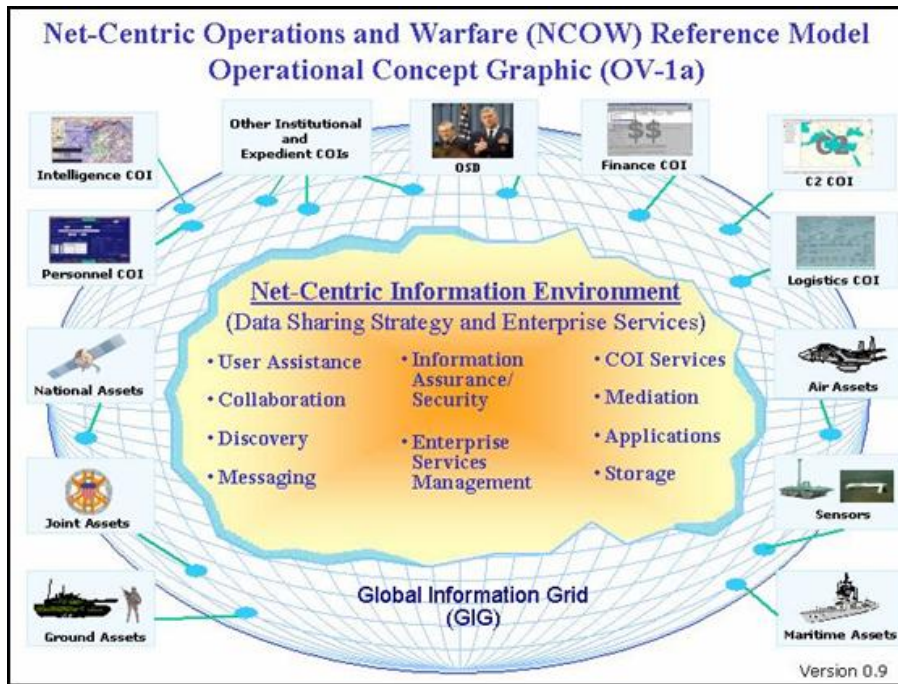 Net-Centric Operations and Warfare (NCOW) Reference Model
Operational Concept Graphic (OV-1a)
Intelligence COI
Other Institutional
and
Expedient COIs
OSD
$$
Finance COI
C2
C2 COI
Personnel COI
Logistics COI
Net-Centric Information Environment
(Data Sharing Strategy and Enterprise Services)
• User Assistance
• Collaboration
• Discovery
• Messaging
• Information
Assurance/
Security
• Enterprise
Services
Management
• COI Services
• Mediation
• Applications
• Storage
National Assets
Air Assets
Joint Assets
Sensors
Ground Assets
Global Information Grid
(GIG)
Maritime Assets
Version 0.9